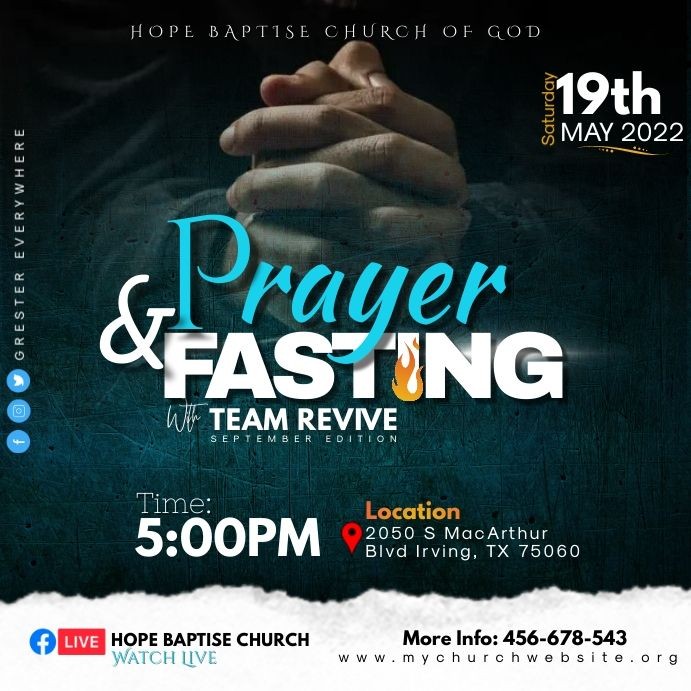 HOPE BAPTISE CHURCH OF GOD
Saturday
19th
MAY 2022
GRESTER EVERYWHERE
Prayer
& FASTING
With TEAM REVIVE
SEPTEMBER EDITION
Time:
5:00PM
Location
2050 S MacArthur
Blvd Irving, TX 75060
LIVE HOPE BAPTISE CHURCH
WATCH LIVE
More Info: 456-678-543
www.mychurchwebsite.org